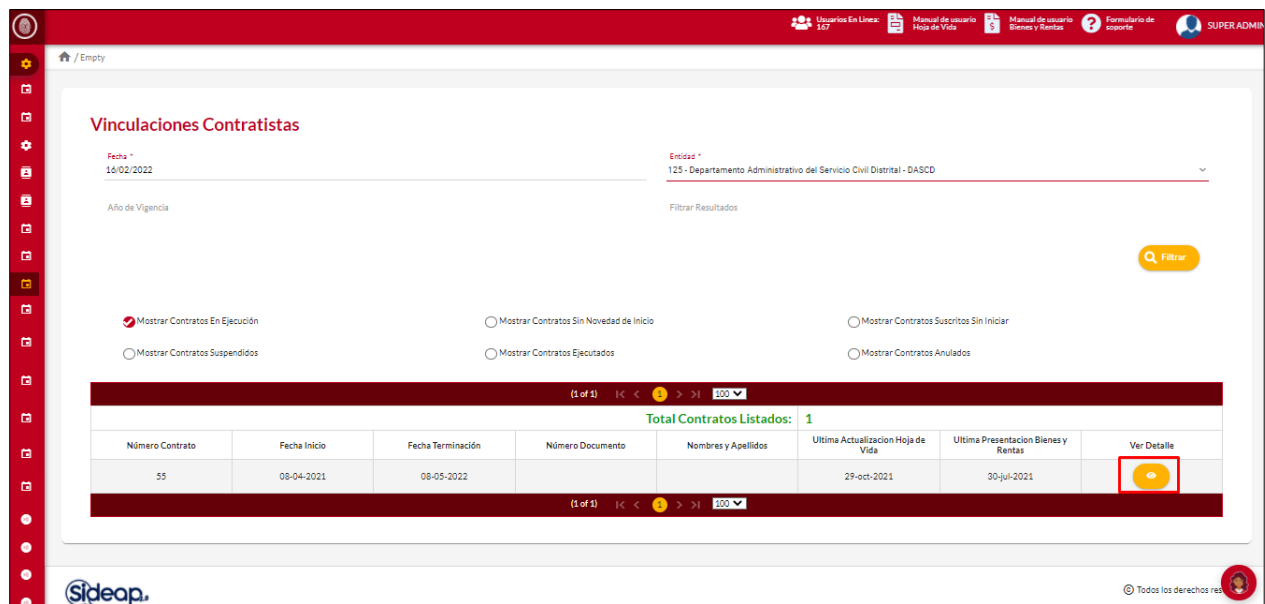 Usuarios En Linea:
167
Manual de usuario
Hoja de Vida
Manual de usuario
Bienes y Rentas
Formulario de
soporte
SUPER ADMIN
/ Empty
Vinculaciones Contratistas
Fecha *
16/02/2022
Entidad *
125 - Departamento Administrativo del Servicio Civil Distrital - DASCD
Año de Vigencia
Filtrar Resultados
Filtrar
Mostrar Contratos En Ejecución
Mostrar Contratos Sin Novedad de Inicio
Mostrar Contratos Suscritos Sin Iniciar
Mostrar Contratos Suspendidos
Mostrar Contratos Ejecutados
Mostrar Contratos Anulados
(1 of 1) 1 100
Total Contratos Listados: 1
Número Contrato
Fecha Inicio
Fecha Terminación
Número Documento
Nombres y Apellidos
Ultima Actualizacion Hoja de
Vida
Ultima Presentacion Bienes y
Rentas
Ver Detalle
55 08-04-2021 08-05-2022 29-oct-2021 30-jul-2021
(1 of 1) 1 100
Sideap
© Todos los derechos res